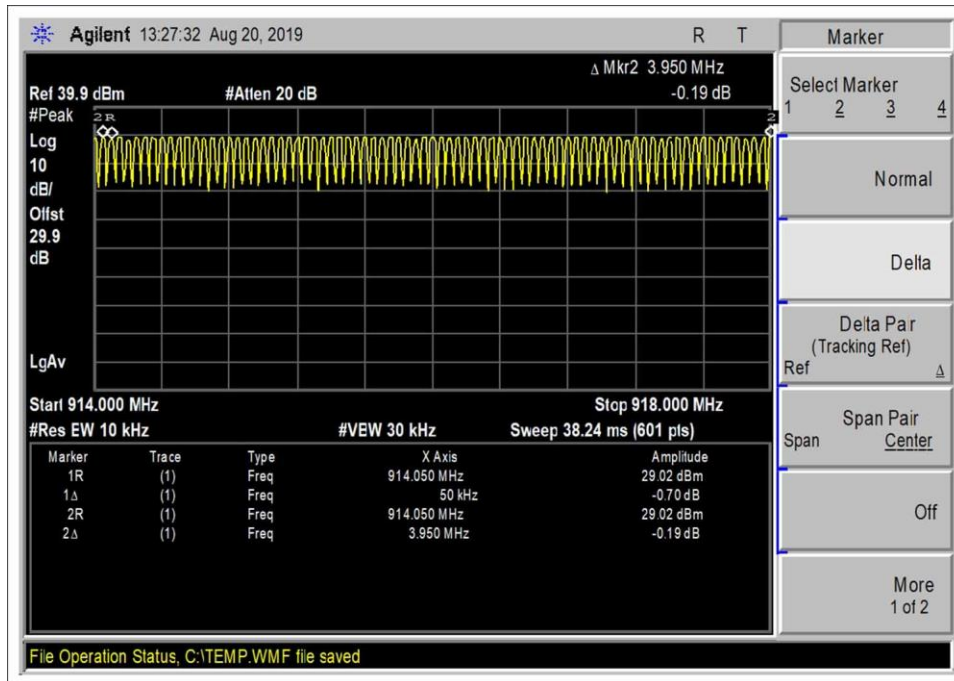 Agilent 13:27:32 Aug 20, 2019 R T
Δ Mkr2 3.950 MHz
Ref 39.9 dBm #Atten 20 dB -0.19 dB
#Peak
Log
10
dB/
Offst
29.9
dB
2 R
2
LgAv
Start 914.000 MHz Stop 918.000 MHz
#Res BW 10 kHz #VBW 30 kHz Sweep 38.24 ms (601 pts)
Marker Trace Type X Axis Amplitude
1R (1) Freq 914.050 MHz 29.02 dBm
1Δ (1) Freq 50 kHz -0.70 dB
2R (1) Freq 914.050 MHz 29.02 dBm
2Δ (1) Freq 3.950 MHz -0.19 dB
File Operation Status, C:\TEMP.WMF file saved
Marker
Select Marker
1 2 3 4
Normal
Delta
Delta Pair
(Tracking Ref)
Ref Δ
Span Pair
Span Center
Off
More
1 of 2